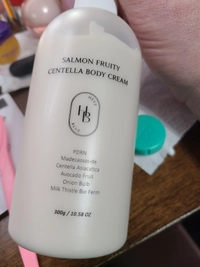 SALMON FRUITY
CENTELLA BODY CREAM
PDRN
Madecassoside
Centella Asiatica
Avocado Fruit
Onion Bulb
Milk Thistle Bio Ferm
300g / 10.58 OZ